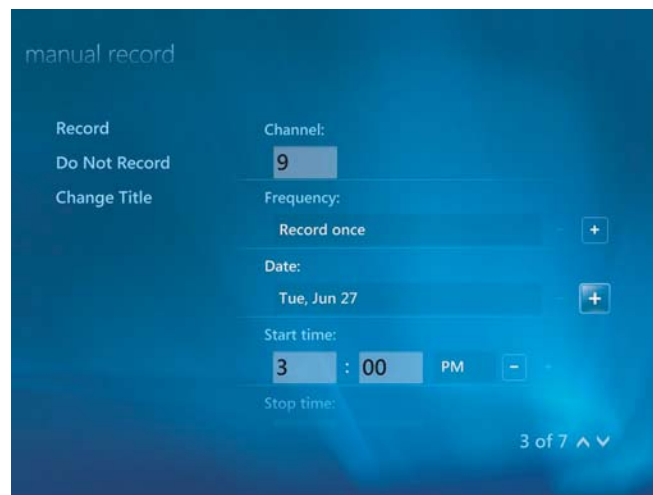 manual record
Record
Do Not Record
Change Title
Channel:
9
Frequency:
Record once
- +
Date:
Tue, Jun 27
- +
Start time:
3 : 00 PM - +
Stop time:
3 of 7